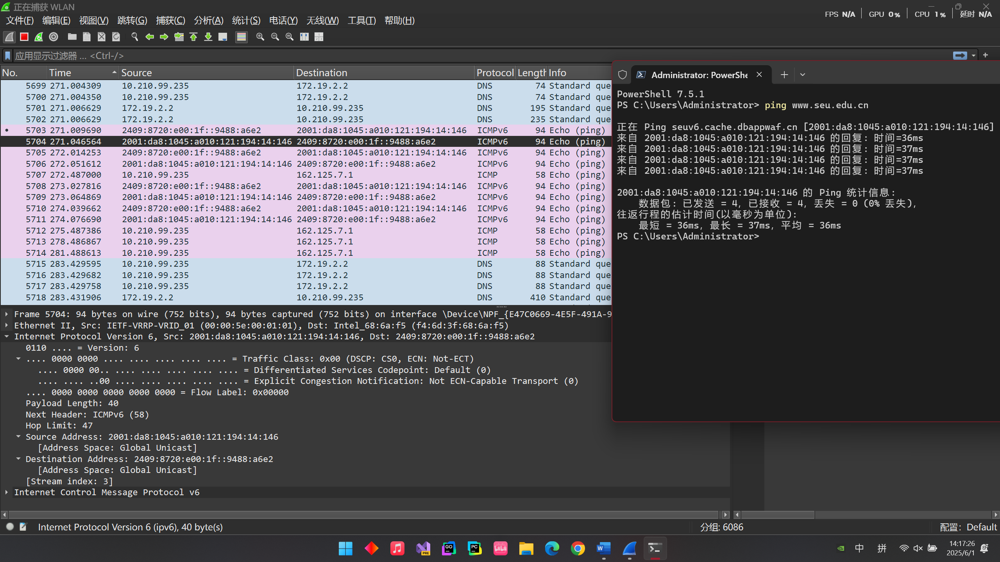 正在捕获 WLAN
FPS N/A GPU 0% CPU 1% 延时 N/A
文件(F) 编辑(E) 视图(V) 跳转(G) 捕获(C) 分析(A) 统计(S) 电话(Y) 无线(W) 工具(T) 帮助(H)
应用显示过滤器 … <Ctrl-/>
No. Time Source Destination Protocol Length Info
5699 271.004309 10.210.99.235 172.19.2.2 DNS 74 Standard que
5700 271.004350 10.210.99.235 172.19.2.2 DNS 74 Standard que
5701 271.006629 172.19.2.2 10.210.99.235 DNS 195 Standard que
5702 271.006629 172.19.2.2 10.210.99.235 DNS 235 Standard que
5703 271.009690 2409:8720:e00:1f::9488:a6e2 2001:da8:1045:a010:121:194:14:146 ICMPv6 94 Echo (ping)
5704 271.046564 2001:da8:1045:a010:121:194:14:146 2409:8720:e00:1f::9488:a6e2 ICMPv6 94 Echo (ping)
5705 272.014253 2409:8720:e00:1f::9488:a6e2 2001:da8:1045:a010:121:194:14:146 ICMPv6 94 Echo (ping)
5706 272.051612 2001:da8:1045:a010:121:194:14:146 2409:8720:e00:1f::9488:a6e2 ICMPv6 94 Echo (ping)
5707 272.487000 10.210.99.235 162.125.7.1 ICMP 58 Echo (ping)
5708 273.027816 2409:8720:e00:1f::9488:a6e2 2001:da8:1045:a010:121:194:14:146 ICMPv6 94 Echo (ping)
5709 273.064869 2001:da8:1045:a010:121:194:14:146 2409:8720:e00:1f::9488:a6e2 ICMPv6 94 Echo (ping)
5710 274.039662 2409:8720:e00:1f::9488:a6e2 2001:da8:1045:a010:121:194:14:146 ICMPv6 94 Echo (ping)
5711 274.076690 2001:da8:1045:a010:121:194:14:146 2409:8720:e00:1f::9488:a6e2 ICMPv6 94 Echo (ping)
5712 275.487386 10.210.99.235 162.125.7.1 ICMP 58 Echo (ping)
5713 278.486867 10.210.99.235 162.125.7.1 ICMP 58 Echo (ping)
5714 281.488613 10.210.99.235 162.125.7.1 ICMP 58 Echo (ping)
5715 283.429595 10.210.99.235 172.19.2.2 DNS 88 Standard que
5716 283.429682 10.210.99.235 172.19.2.2 DNS 88 Standard que
5717 283.429758 10.210.99.235 172.19.2.2 DNS 88 Standard que
5718 283.431906 172.19.2.2 10.210.99.235 DNS 410 Standard que
Frame 5704: 94 bytes on wire (752 bits), 94 bytes captured (752 bits) on interface \Device\NPF_{E47C0669-4E5F-491A-9
Ethernet II, Src: IETF-VRRP-VRID_01 (00:00:5e:00:01:01), Dst: Intel_68:6a:f5 (f4:6d:3f:68:6a:f5)
Internet Protocol Version 6, Src: 2001:da8:1045:a010:121:194:14:146, Dst: 2409:8720:e00:1f::9488:a6e2
0110 .... = Version: 6
.... 0000 0000 .... .... .... .... .... = Traffic Class: 0x00 (DSCP: CS0, ECN: Not-ECT)
.... 0000 00.. .... .... .... .... .... = Differentiated Services Codepoint: Default (0)
.... .... ..00 .... .... .... .... .... = Explicit Congestion Notification: Not ECN-Capable Transport (0)
.... 0000 0000 0000 0000 0000 = Flow Label: 0x00000
Payload Length: 40
Next Header: ICMPv6 (58)
Hop Limit: 47
Source Address: 2001:da8:1045:a010:121:194:14:146
[Address Space: Global Unicast]
Destination Address: 2409:8720:e00:1f::9488:a6e2
[Address Space: Global Unicast]
[Stream index: 3]
Internet Control Message Protocol v6
Internet Protocol Version 6 (ipv6), 40 byte(s)
分组: 6086
配置: Default
Administrator: PowerShe
PowerShell 7.5.1
PS C:\Users\Administrator> ping www.seu.edu.cn
正在 Ping seuv6.cache.dbappwaf.cn [2001:da8:1045:a010:121:194:14:146]
来自 2001:da8:1045:a010:121:194:14:146 的回复: 时间=36ms
来自 2001:da8:1045:a010:121:194:14:146 的回复: 时间=37ms
来自 2001:da8:1045:a010:121:194:14:146 的回复: 时间=37ms
来自 2001:da8:1045:a010:121:194:14:146 的回复: 时间=37ms
2001:da8:1045:a010:121:194:14:146 的 Ping 统计信息:
数据包: 已发送 = 4, 已接收 = 4, 丢失 = 0 (0% 丢失),
往返行程的估计时间(以毫秒为单位):
最短 = 36ms, 最长 = 37ms, 平均 = 36ms
PS C:\Users\Administrator>
PRE GO PC bilibili W
中 拼
14:17:26
2025/6/1